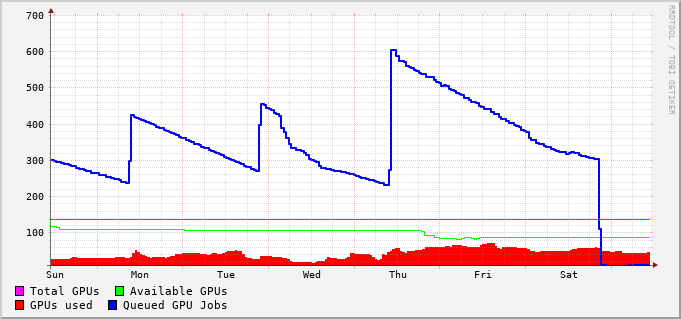 700
600
500
400
300
200
100
Sun Mon Tue Wed Thu Fri Sat
Total GPUs Available GPUs
GPUs used Queued GPU Jobs
RRDTOOL / TOBI OETIKER